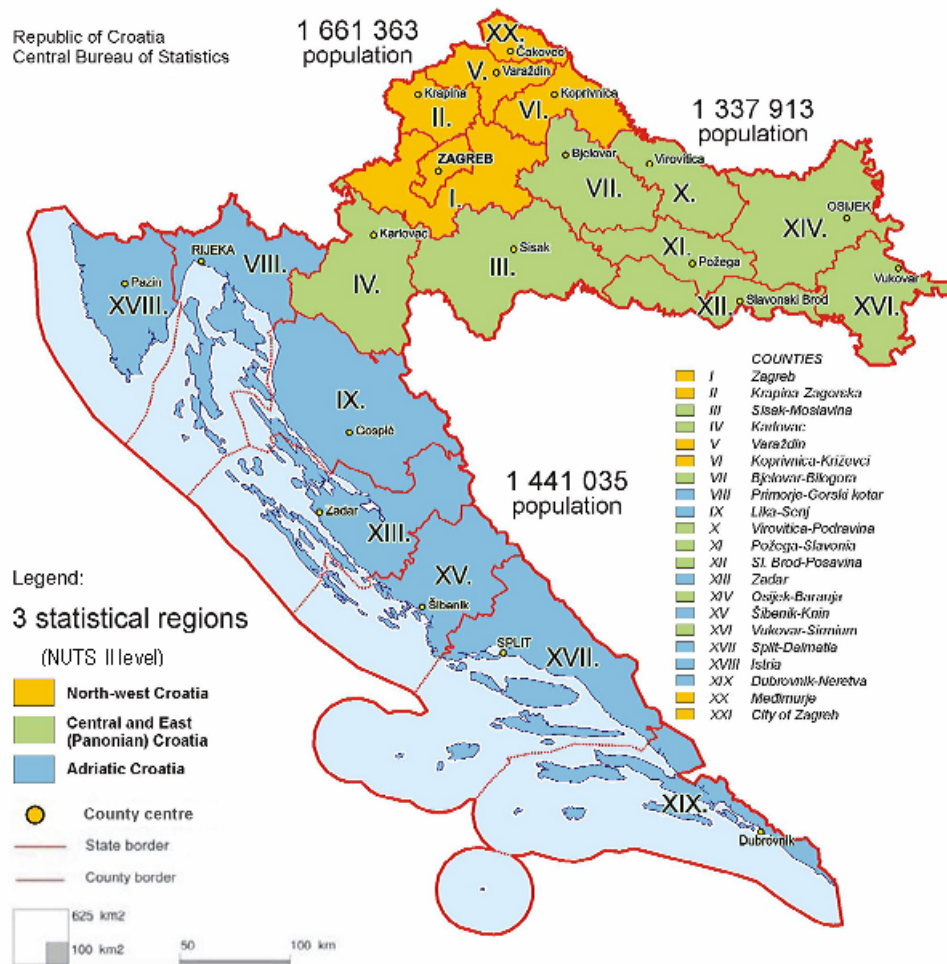 Republic of Croatia
Central Bureau of Statistics
1 661 363
population
XX.
Čakovec
V.
Varaždin
Krapina
II.
Koprivnica
VI.
1 337 913
population
ZAGREB
I.
Bjelovar
VII.
Virovitica
X.
OSIJEK
XIV.
Karlovac
IV.
Sisak
III.
XI.
Požega
Vukovar
XVI.
XII.
Slavonski Brod
RIJEKA
VIII.
Pazin
XVIII.
IX.
Gospić
1 441 035
population
Zadar
XIII.
XV.
Šibenik
SPLIT
XVII.
XIX.
Dubrovnik
COUNTIES
I Zagreb
II Krapina-Zagorska
III Sisak-Moslavina
IV Karlovac
V Varaždin
VI Koprivnica-Križevci
VII Bjelovar-Bilogora
VIII Primorje-Gorski kotar
IX Lika-Senj
X Virovitica-Podravina
XI Požega-Slavonia
XII Sl. Brod-Posavina
XIII Zadar
XIV Osijek-Baranja
XV Šibenik-Knin
XVI Vukovar-Sirmium
XVII Split-Dalmatia
XVIII Istria
XIX Dubrovnik-Neretva
XX Međimurje
XXI City of Zagreb
Legend:
3 statistical regions
(NUTS II level)
North-west Croatia
Central and East
(Panonian) Croatia
Adriatic Croatia
County centre
State border
County border
625 km2
100 km2
50
100 km